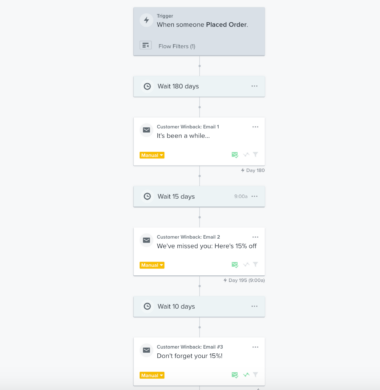 Trigger
When someone Placed Order.
Flow Filters (1)
Wait 180 days
Customer Winback: Email 1
It's been a while...
Manual
Day 180
Wait 15 days
9:00a
Customer Winback: Email 2
We've missed you: Here's 15% off
Manual
Day 195 (9:00a)
Wait 10 days
Customer Winback: Email #3
Don't forget your 15%!
Manual